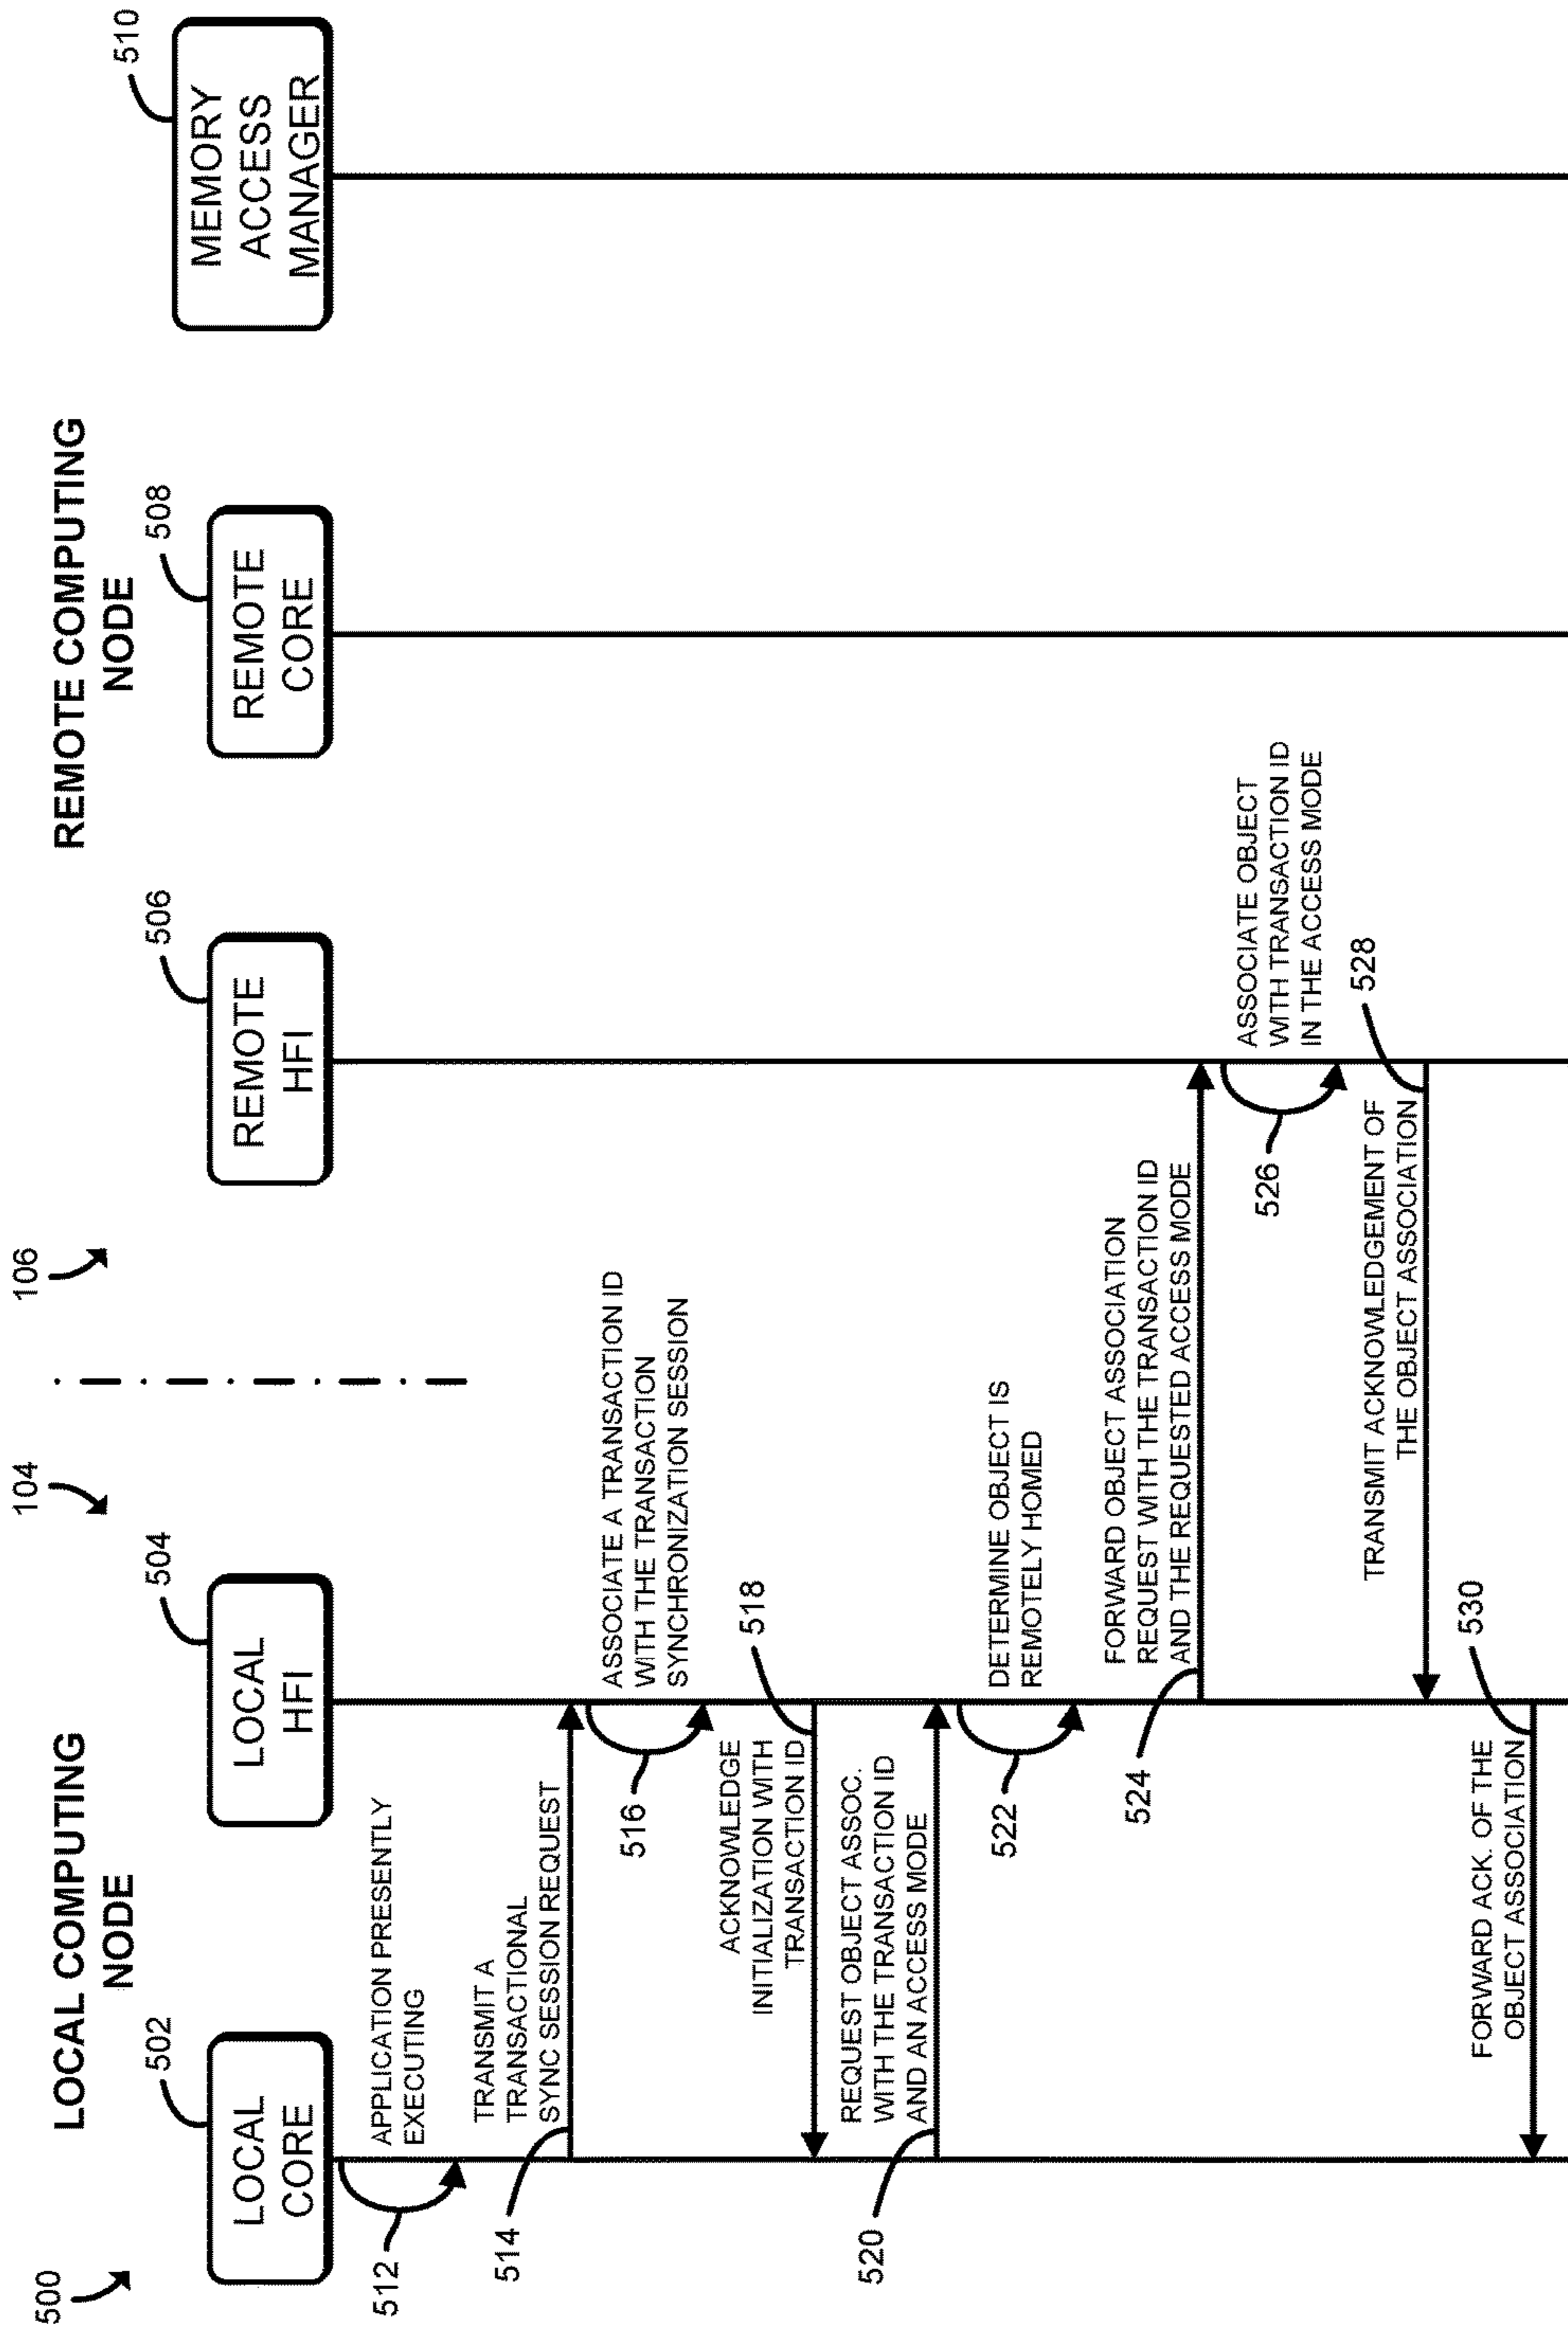 500
LOCAL COMPUTING
NODE
104
106
REMOTE COMPUTING
NODE
502
LOCAL
CORE
504
LOCAL
HFI
506
REMOTE
HFI
508
REMOTE
CORE
510
MEMORY
ACCESS
MANAGER
512
APPLICATION PRESENTLY
EXECUTING
514
TRANSMIT A
TRANSACTIONAL
SYNC SESSION REQUEST
516
ASSOCIATE A TRANSACTION ID
WITH THE TRANSACTION
SYNCHRONIZATION SESSION
518
ACKNOWLEDGE
INITIALIZATION WITH
TRANSACTION ID
520
REQUEST OBJECT ASSOC.
WITH THE TRANSACTION ID
AND AN ACCESS MODE
522
DETERMINE OBJECT IS
REMOTELY HOMED
524
FORWARD OBJECT ASSOCIATION
REQUEST WITH THE TRANSACTION ID
AND THE REQUESTED ACCESS MODE
526
ASSOCIATE OBJECT
WITH TRANSACTION ID
IN THE ACCESS MODE
528
TRANSMIT ACKNOWLEDGEMENT OF
THE OBJECT ASSOCIATION
530
FORWARD ACK. OF THE
OBJECT ASSOCIATION